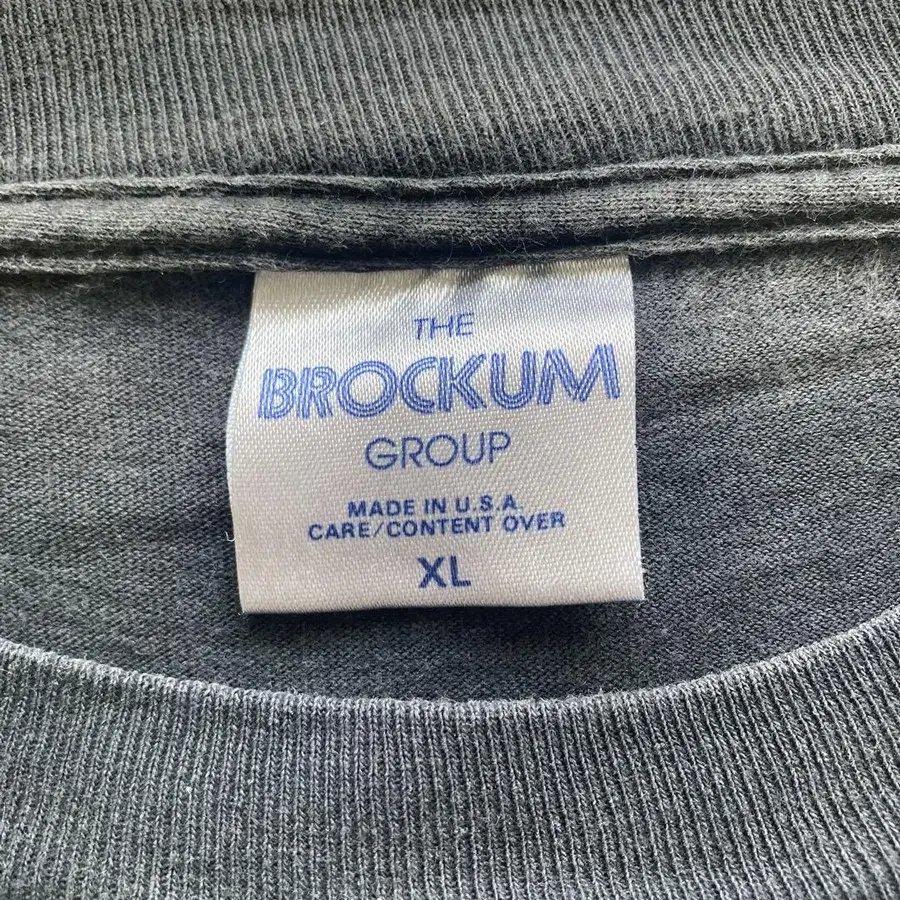 THE
BROCKUM
GROUP
MADE IN U.S.A.
CARE/CONTENT OVER
XL